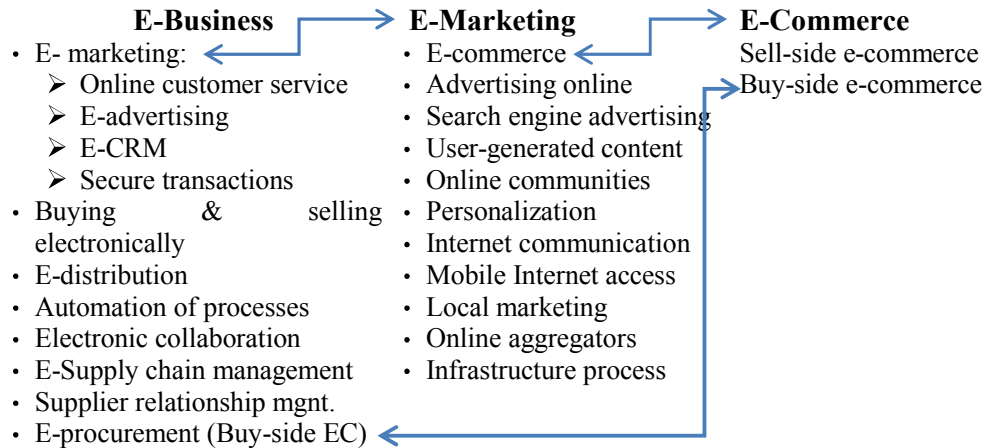 E-Business
• E- marketing:
➢ Online customer service
➢ E-advertising
➢ E-CRM
➢ Secure transactions
• Buying & selling
electronically
• E-distribution
• Automation of processes
• Electronic collaboration
• E-Supply chain management
• Supplier relationship mgnt.
• E-procurement (Buy-side EC)
E-Marketing
• E-commerce
• Advertising online
• Search engine advertising
• User-generated content
• Online communities
• Personalization
• Internet communication
• Mobile Internet access
• Local marketing
• Online aggregators
• Infrastructure process
E-Commerce
Sell-side e-commerce
Buy-side e-commerce